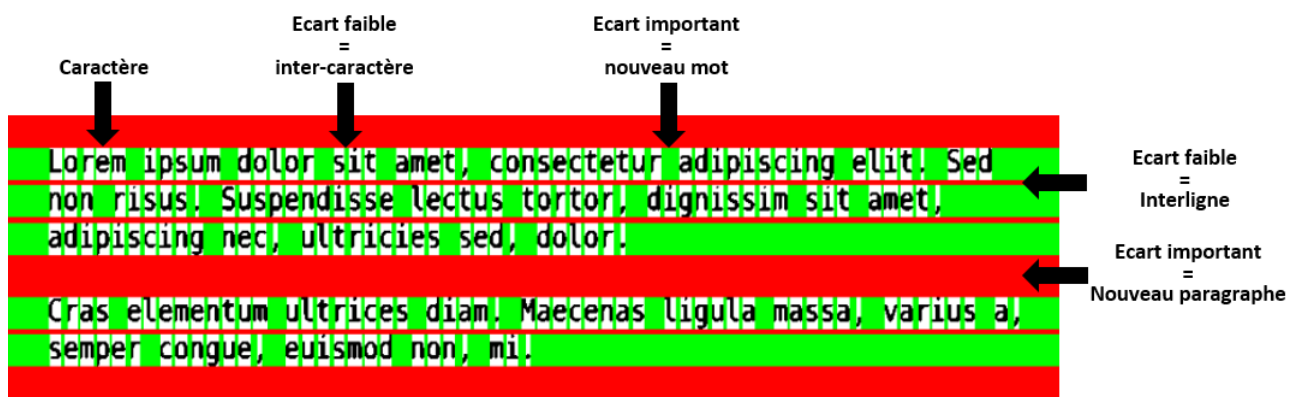 Ecart faible
=
inter-caractère
Ecart important
=
nouveau mot
Caractère
Lorem ipsum dolor sit amet, consectetur adipiscing elit. Sed
non risus. Suspendisse lectus tortor, dignissim sit amet,
adipiscing nec, ultricies sed, dolor.
Cras elementum ultrices diam. Maecenas ligula massa, varius a,
semper congue, euismod non, mi.
Ecart faible
=
Interligne
Ecart important
=
Nouveau paragraphe